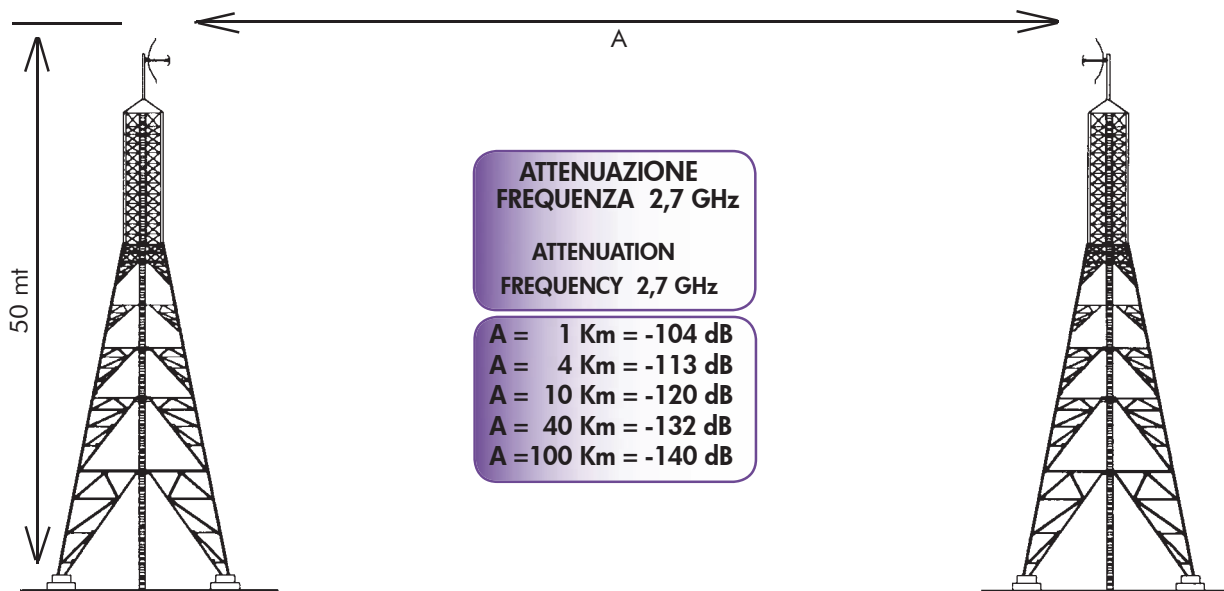 A
50 mt
ATTENUAZIONE
FREQUENZA 2,7 GHz
ATTENUATION
FREQUENCY 2,7 GHz
A = 1 Km = -104 dB
A = 4 Km = -113 dB
A = 10 Km = -120 dB
A = 40 Km = -132 dB
A =100 Km = -140 dB